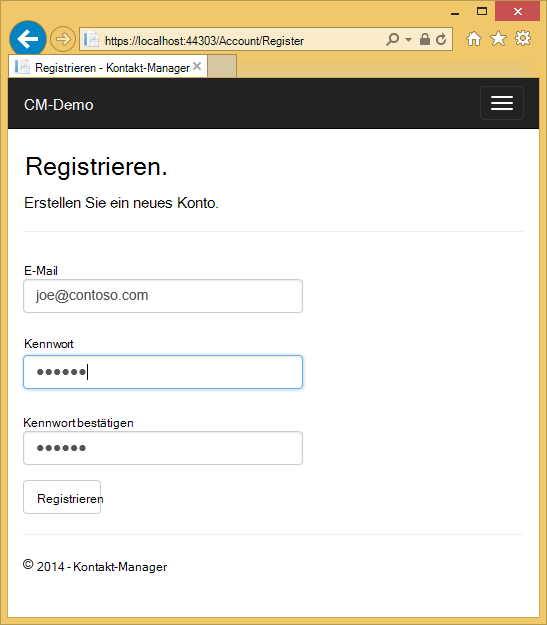 https://localhost:44303/Account/Register
Registrieren - Kontakt-Manager
CM-Demo
Registrieren.
Erstellen Sie ein neues Konto.
E-Mail
joe@contoso.com
Kennwort
●●●●●●
Kennwort bestätigen
●●●●●●
Registrieren
© 2014 - Kontakt-Manager